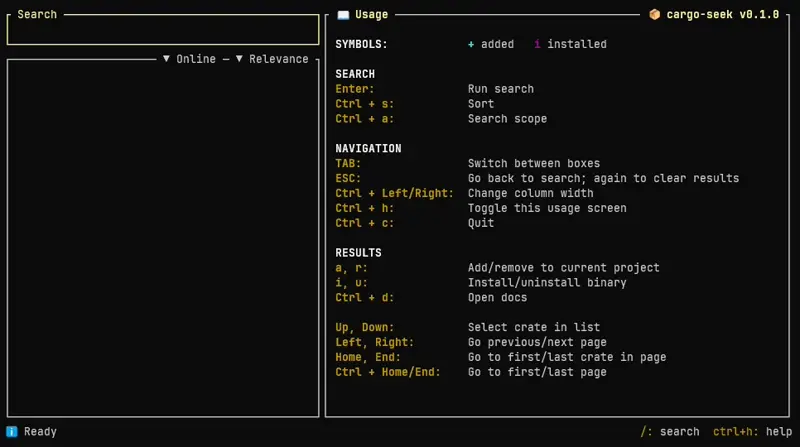 Search
▼ Online — ▼ Relevance
📖 Usage
📦 cargo-seek v0.1.0
SYMBOLS: + added i installed
SEARCH
Enter: Run search
Ctrl + s: Sort
Ctrl + a: Search scope
NAVIGATION
TAB: Switch between boxes
ESC: Go back to search; again to clear results
Ctrl + Left/Right: Change column width
Ctrl + h: Toggle this usage screen
Ctrl + c: Quit
RESULTS
a, r: Add/remove to current project
i, u: Install/uninstall binary
Ctrl + d: Open docs
Up, Down: Select crate in list
Left, Right: Go previous/next page
Home, End: Go to first/last crate in page
Ctrl + Home/End: Go to first/last page
ℹ️ Ready
/: search ctrl+h: help